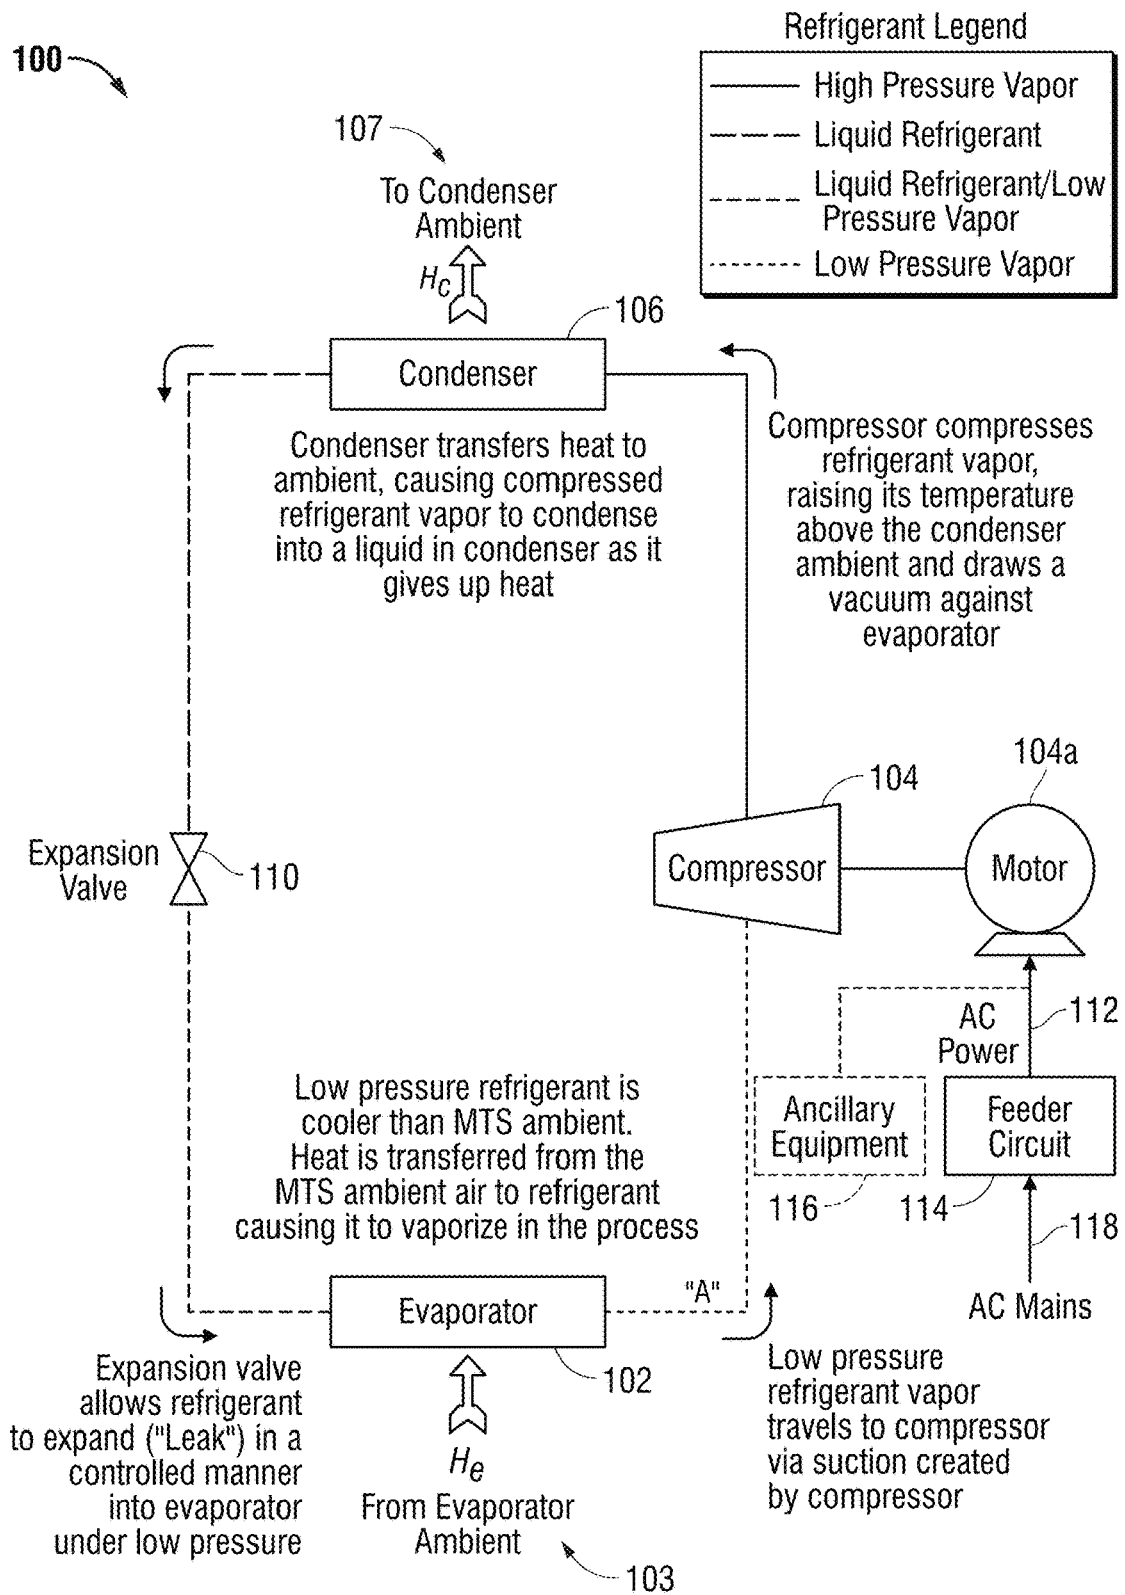 100
Refrigerant Legend
High Pressure Vapor
Liquid Refrigerant
Liquid Refrigerant/Low
Pressure Vapor
Low Pressure Vapor
107
To Condenser
Ambient
Hc
106
Condenser
Condenser transfers heat to
ambient, causing compressed
refrigerant vapor to condense
into a liquid in condenser as it
gives up heat
Compressor compresses
refrigerant vapor,
raising its temperature
above the condenser
ambient and draws a
vacuum against
evaporator
104
104a
Expansion
Valve
110
Compressor
Motor
AC
Power
112
Ancillary
Equipment
116
Feeder
Circuit
114
118
AC Mains
Low pressure refrigerant is
cooler than MTS ambient.
Heat is transferred from the
MTS ambient air to refrigerant
causing it to vaporize in the process
Evaporator
"A"
102
Expansion valve
allows refrigerant
to expand ("Leak") in a
controlled manner
into evaporator
under low pressure
He
From Evaporator
Ambient
103
Low pressure
refrigerant vapor
travels to compressor
via suction created
by compressor